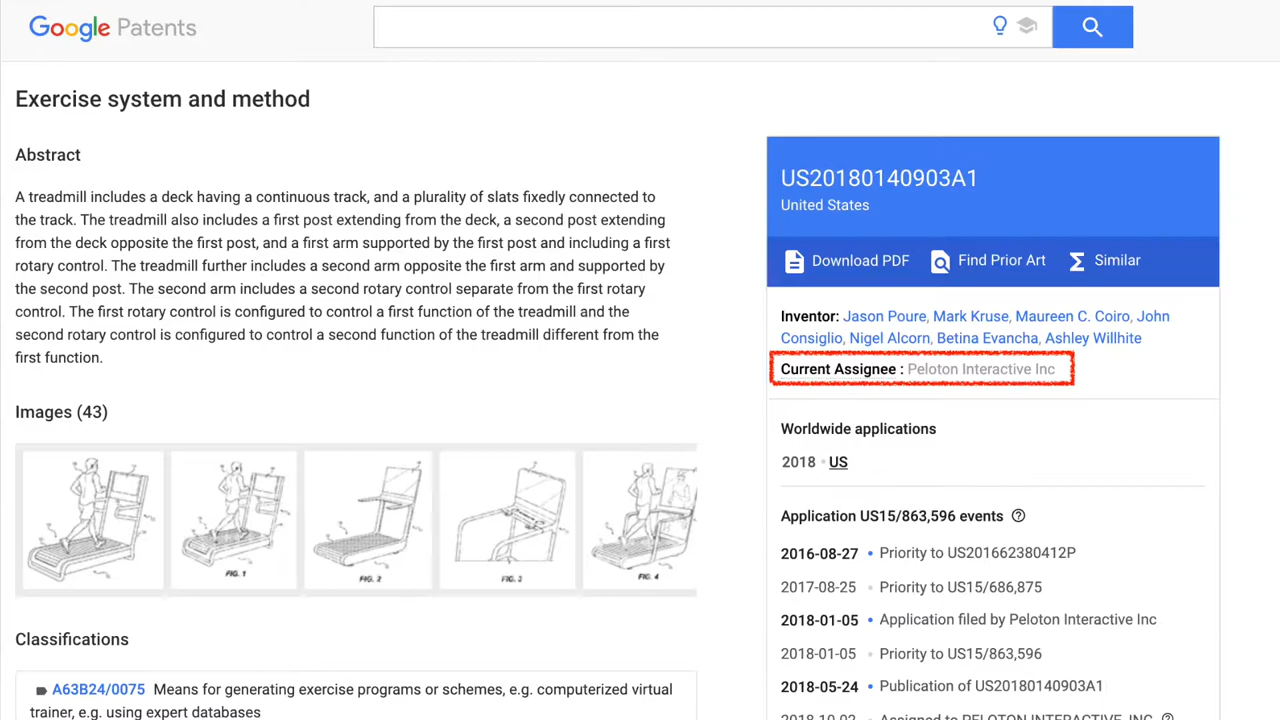 Google Patents
Exercise system and method
Abstract
A treadmill includes a deck having a continuous track, and a plurality of slats fixedly connected to
the track. The treadmill also includes a first post extending from the deck, a second post extending
from the deck opposite the first post, and a first arm supported by the first post and including a first
rotary control. The treadmill further includes a second arm opposite the first arm and supported by
the second post. The second arm includes a second rotary control separate from the first rotary
control. The first rotary control is configured to control a first function of the treadmill and the
second rotary control is configured to control a second function of the treadmill different from the
first function.
Images (43)
FIG. 1
FIG. 2
FIG. 3
FIG. 4
Classifications
A63B24/0075 Means for generating exercise programs or schemes, e.g. computerized virtual
trainer, e.g. using expert databases
US20180140903A1
United States
Download PDF Find Prior Art Similar
Inventor: Jason Poure, Mark Kruse, Maureen C. Coiro, John
Consiglio, Nigel Alcorn, Betina Evancha, Ashley Willhite
Current Assignee : Peloton Interactive Inc
Worldwide applications
2018 • US
Application US15/863,596 events
2016-08-27 • Priority to US201662380412P
2017-08-25 • Priority to US15/686,875
2018-01-05 • Application filed by Peloton Interactive Inc
2018-01-05 • Priority to US15/863,596
2018-05-24 • Publication of US20180140903A1
2018-10-02 • Assigned to PELOTON INTERACTIVE, INC.